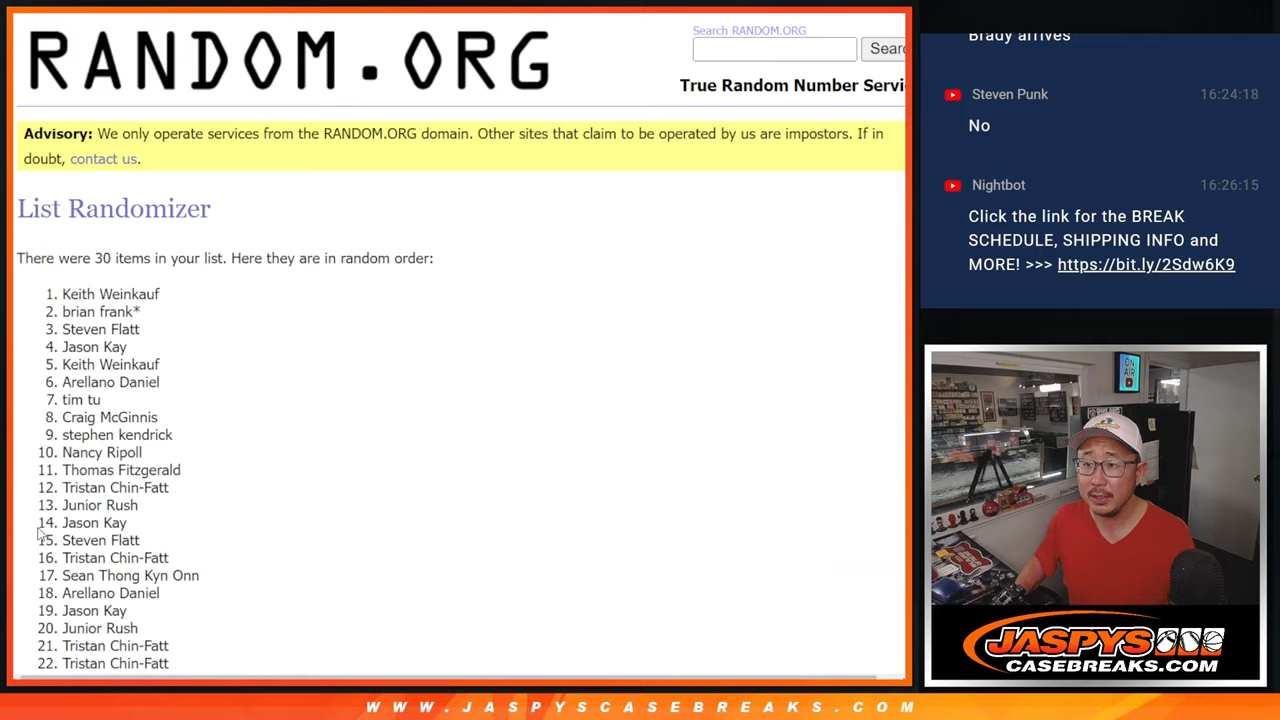 RANDOM.ORG
Search RANDOM.ORG
Sear
True Random Number Servi
Advisory: We only operate services from the RANDOM.ORG domain. Other sites that claim to be operated by us are impostors. If in
doubt, contact us.
List Randomizer
There were 30 items in your list. Here they are in random order:
1. Keith Weinkauf
2. brian frank*
3. Steven Flatt
4. Jason Kay
5. Keith Weinkauf
6. Arellano Daniel
7. tim tu
8. Craig McGinnis
9. stephen kendrick
10. Nancy Ripoll
11. Thomas Fitzgerald
12. Tristan Chin-Fatt
13. Junior Rush
14. Jason Kay
15. Steven Flatt
16. Tristan Chin-Fatt
17. Sean Thong Kyn Onn
18. Arellano Daniel
19. Jason Kay
20. Junior Rush
21. Tristan Chin-Fatt
22. Tristan Chin-Fatt
Brady arrives
Steven Punk 16:24:18
No
Nightbot 16:26:15
Click the link for the BREAK
SCHEDULE, SHIPPING INFO and
MORE! >>> https://bit.ly/2Sdw6K9
ON
AIR
JASPYS
CASEBREAKS.COM
WWW.JASPYSCASEBREAKS.COM